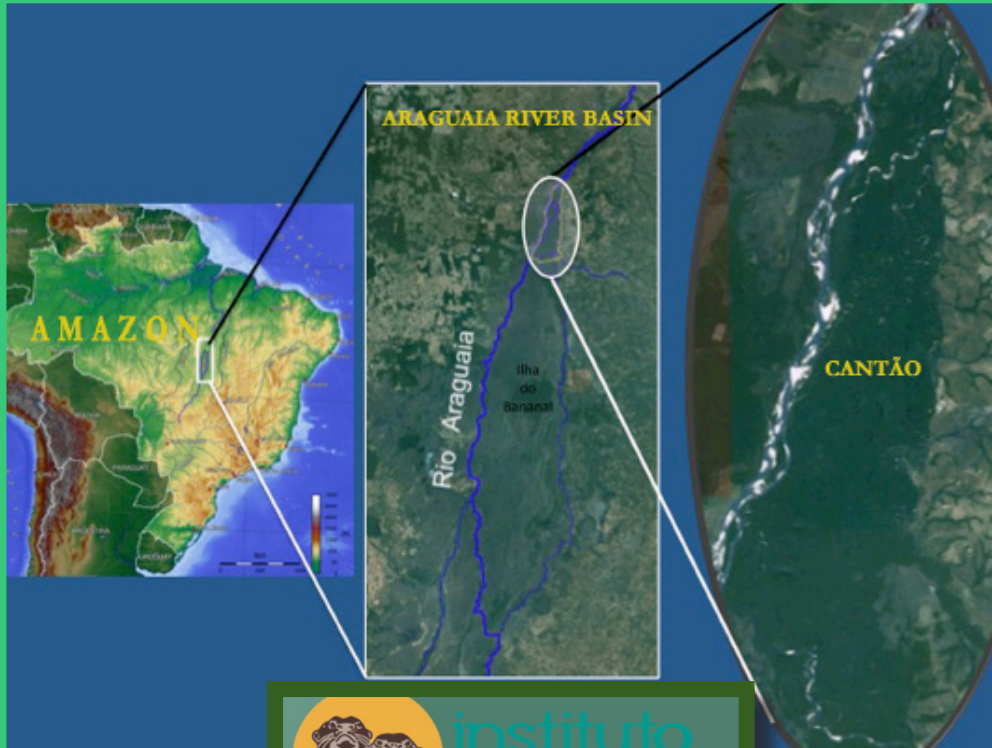 ARAGUAIA RIVER BASIN
AMAZON
Rio Araguaia
Ilha
do
Bananal
CANTÃO
instituto